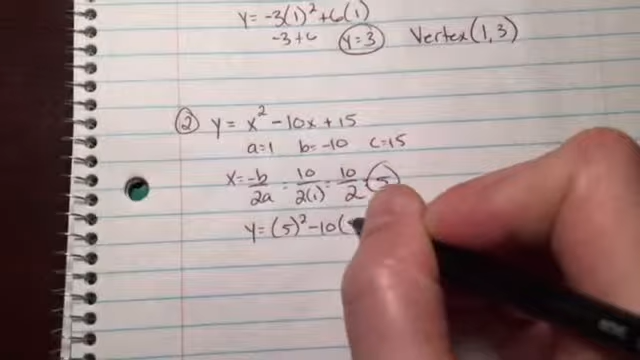 y = -3(1)² + 6(1)
-3 + 6 y = 3 Vertex (1, 3)
② y = x² - 10x + 15
a = 1 b = -10 c = 15
x = -b/2a = 10/2(1) = 10/2 = 5
y = (5)² - 10(